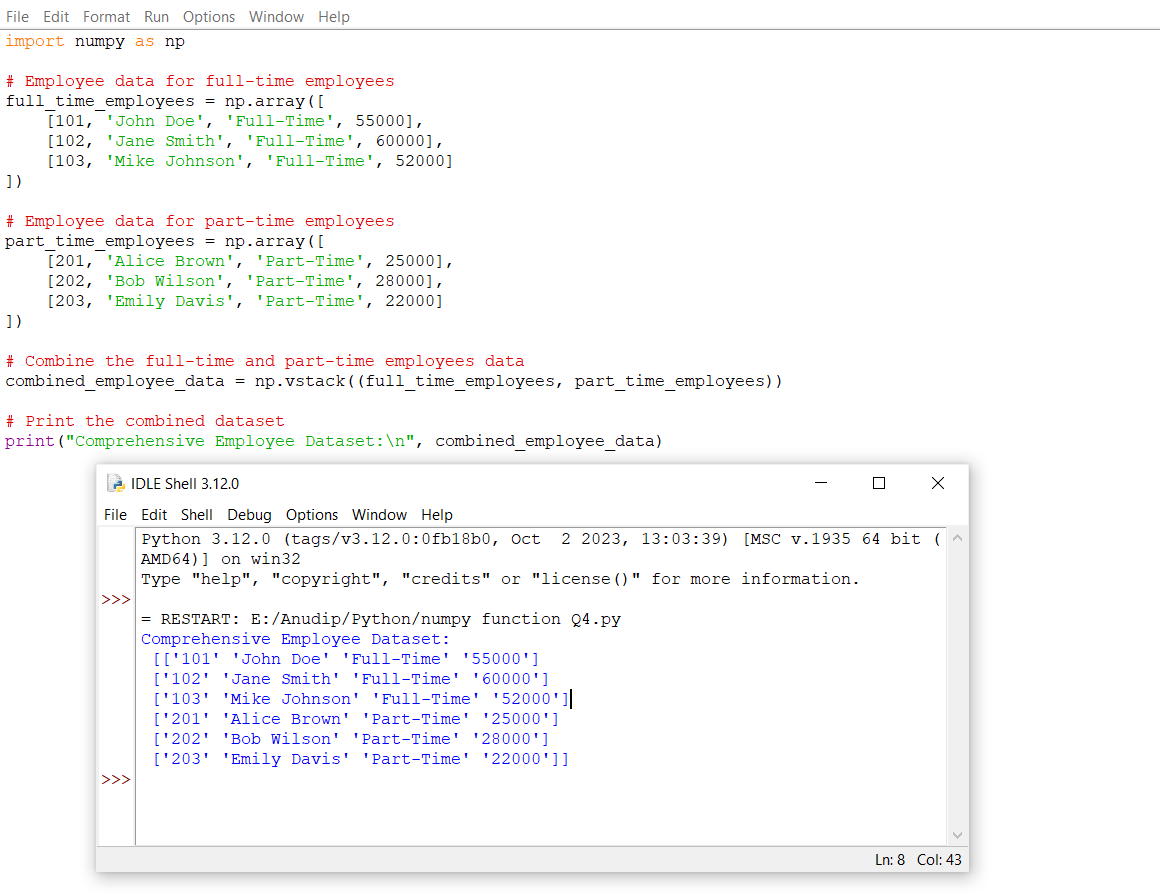 File Edit Format Run Options Window Help
import numpy as np
# Employee data for full-time employees
full_time_employees = np.array([
    [101, 'John Doe', 'Full-Time', 55000],
    [102, 'Jane Smith', 'Full-Time', 60000],
    [103, 'Mike Johnson', 'Full-Time', 52000]
])
# Employee data for part-time employees
part_time_employees = np.array([
    [201, 'Alice Brown', 'Part-Time', 25000],
    [202, 'Bob Wilson', 'Part-Time', 28000],
    [203, 'Emily Davis', 'Part-Time', 22000]
])
# Combine the full-time and part-time employees data
combined_employee_data = np.vstack((full_time_employees, part_time_employees))
# Print the combined dataset
print("Comprehensive Employee Dataset:\n", combined_employee_data)
IDLE Shell 3.12.0
File Edit Shell Debug Options Window Help
Python 3.12.0 (tags/v3.12.0:0fb18b0, Oct  2 2023, 13:03:39) [MSC v.1935 64 bit (
AMD64)] on win32
Type "help", "copyright", "credits" or "license()" for more information.
>>>
= RESTART: E:/Anudip/Python/numpy function Q4.py
Comprehensive Employee Dataset:
 [['101' 'John Doe' 'Full-Time' '55000']
 ['102' 'Jane Smith' 'Full-Time' '60000']
 ['103' 'Mike Johnson' 'Full-Time' '52000']
 ['201' 'Alice Brown' 'Part-Time' '25000']
 ['202' 'Bob Wilson' 'Part-Time' '28000']
 ['203' 'Emily Davis' 'Part-Time' '22000']]
>>>
Ln: 8 Col: 43